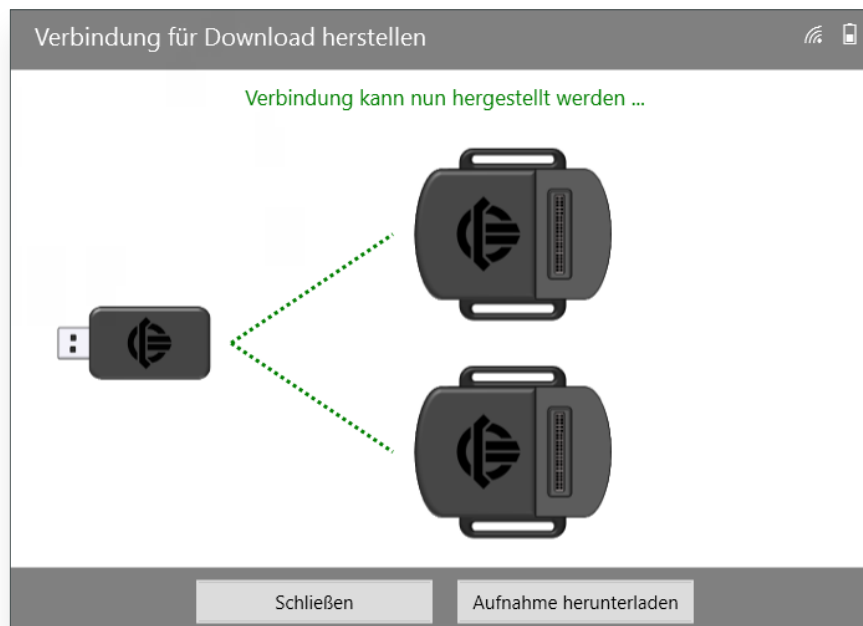 Verbindung für Download herstellen
Verbindung kann nun hergestellt werden ...
Schließen
Aufnahme herunterladen